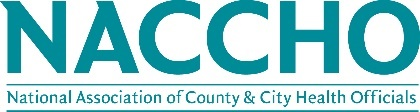 NACCHO
National Association of County & City Health Officials